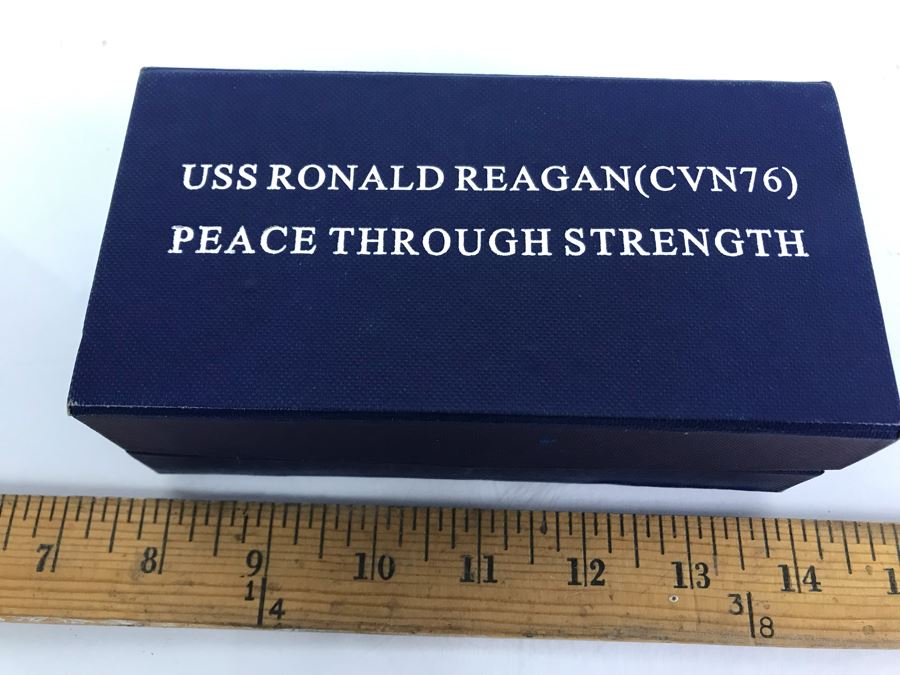 USS RONALD REAGAN(CVN76)
PEACE THROUGH STRENGTH
7 8 9 10 11 12 13 14 1
1 4 3 8